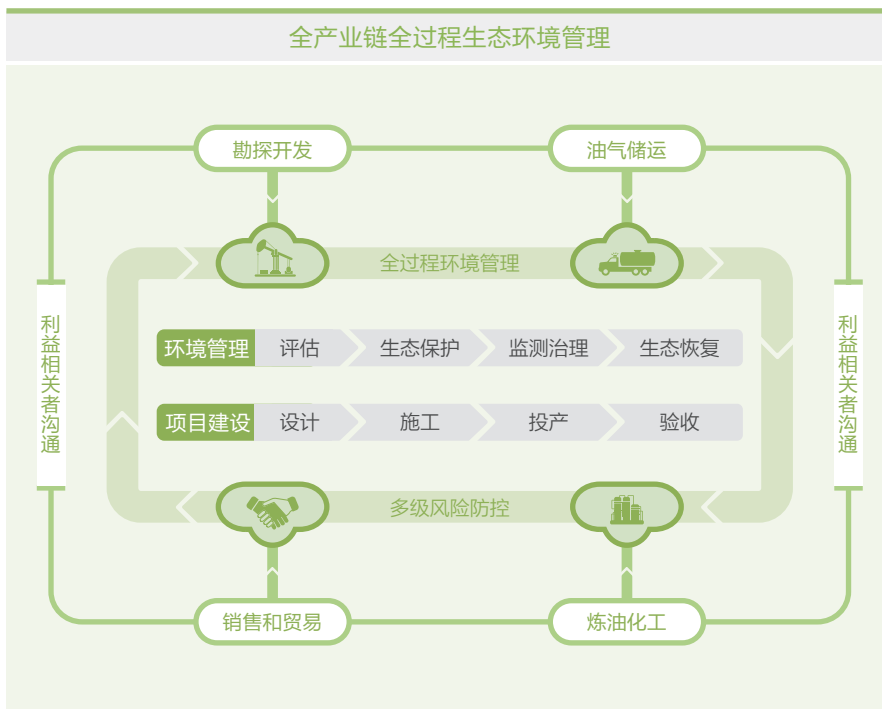 全产业链全过程生态环境管理
勘探开发
油气储运
全过程环境管理
利益相关者沟通
利益相关者沟通
环境管理 评估 生态保护 监测治理 生态恢复
项目建设 设计 施工 投产 验收
多级风险防控
销售和贸易
炼油化工